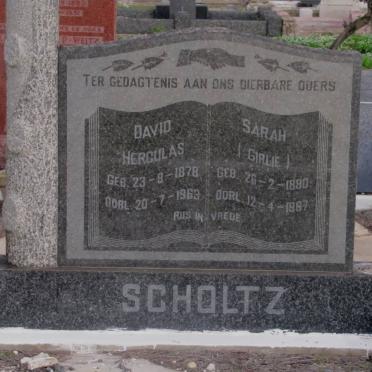 TER GEDAGTENIS AAN ONS DIERBARE OUERS
DAVID
HERCULAS
GEB. 23-8-1878
OORL. 20-7-1963
SARAH
(GIRLIE)
GEB. 26-2-1890
OORL. 12-4-1967
RUS IN VREDE
SCHOLTZ